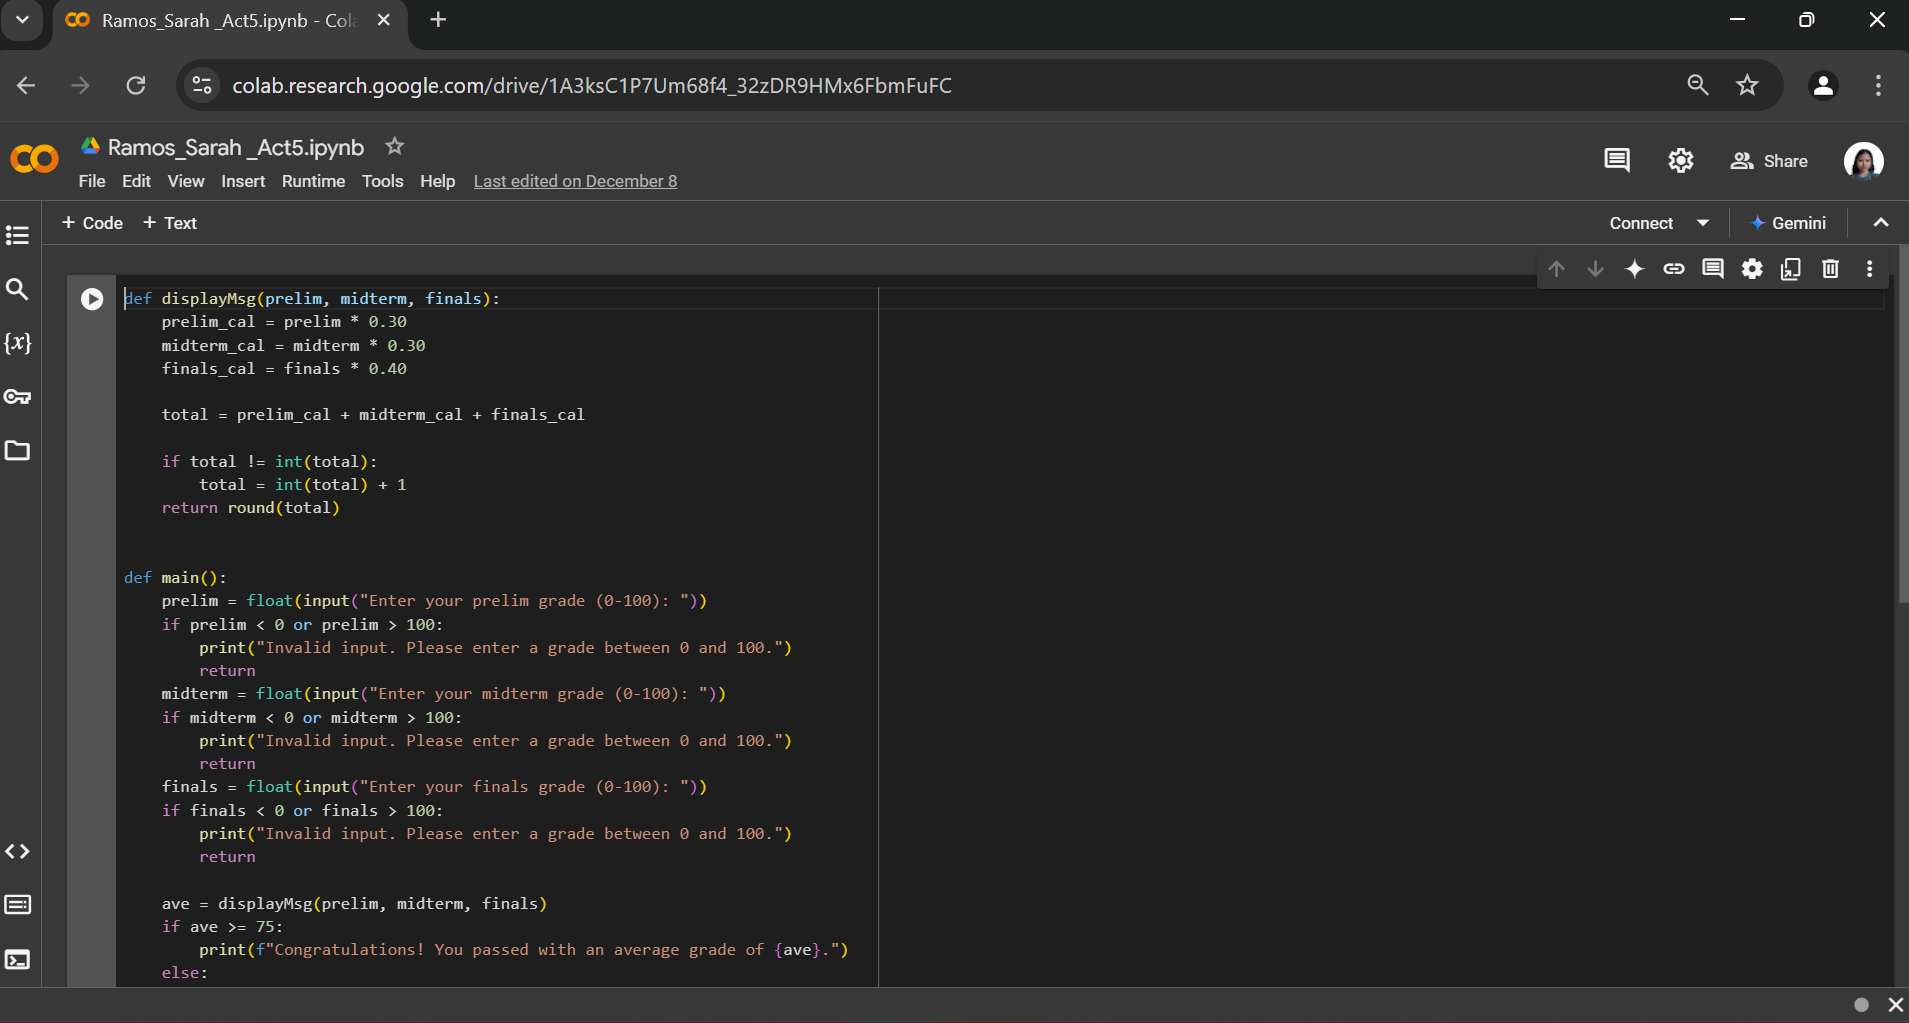 Ramos_Sarah _Act5.ipynb - Col
colab.research.google.com/drive/1A3ksC1P7Um68f4_32zDR9HMx6FbmFuFC
Ramos_Sarah _Act5.ipynb
File Edit View Insert Runtime Tools Help Last edited on December 8
Share
+ Code + Text
Connect
Gemini
{x}
def displayMsg(prelim, midterm, finals):
    prelim_cal = prelim * 0.30
    midterm_cal = midterm * 0.30
    finals_cal = finals * 0.40
    total = prelim_cal + midterm_cal + finals_cal
    if total != int(total):
        total = int(total) + 1
    return round(total)
def main():
    prelim = float(input("Enter your prelim grade (0-100): "))
    if prelim < 0 or prelim > 100:
        print("Invalid input. Please enter a grade between 0 and 100.")
        return
    midterm = float(input("Enter your midterm grade (0-100): "))
    if midterm < 0 or midterm > 100:
        print("Invalid input. Please enter a grade between 0 and 100.")
        return
    finals = float(input("Enter your finals grade (0-100): "))
    if finals < 0 or finals > 100:
        print("Invalid input. Please enter a grade between 0 and 100.")
        return
    ave = displayMsg(prelim, midterm, finals)
    if ave >= 75:
        print(f"Congratulations! You passed with an average grade of {ave}.")
    else: